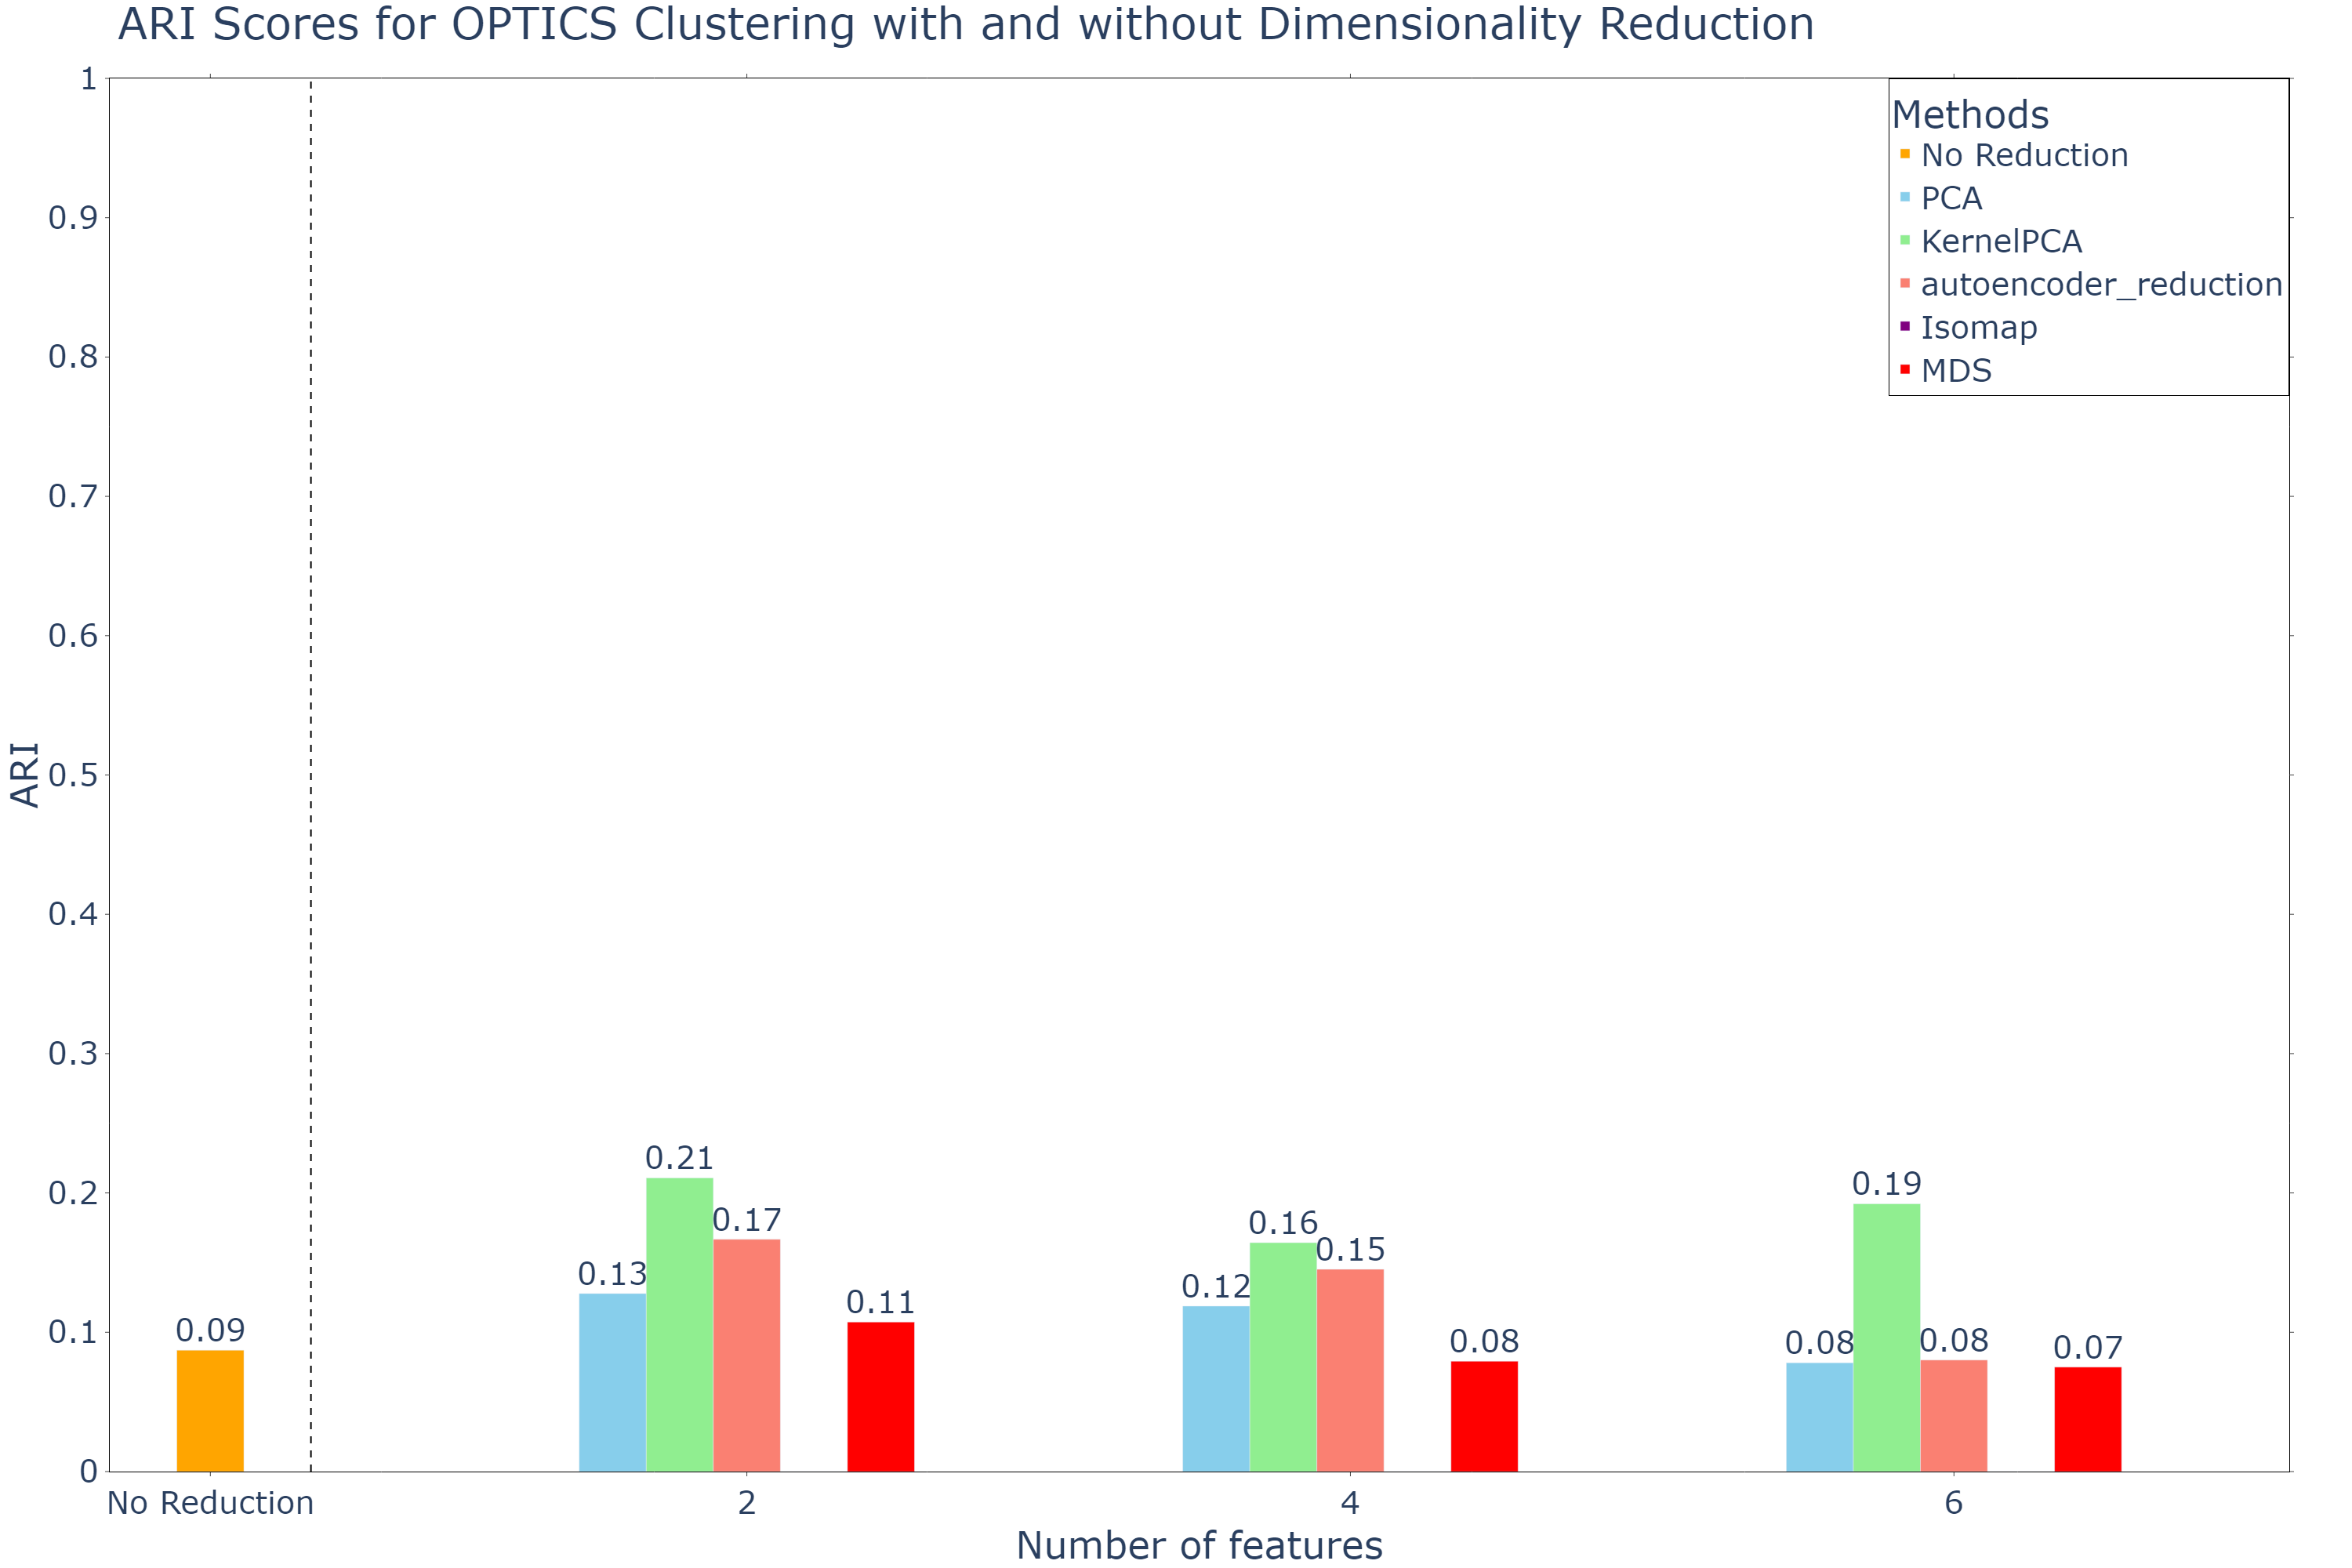 ARI Scores for OPTICS Clustering with and without Dimensionality Reduction
1
0.9
0.8
0.7
0.6
0.5
0.4
0.3
0.2
0.1
0
ARI
Methods
No Reduction
PCA
KernelPCA
autoencoder_reduction
Isomap
MDS
0.09
0.13
0.21
0.17
0.11
0.12
0.16
0.15
0.08
0.08
0.19
0.08
0.07
No Reduction 2 4 6
Number of features